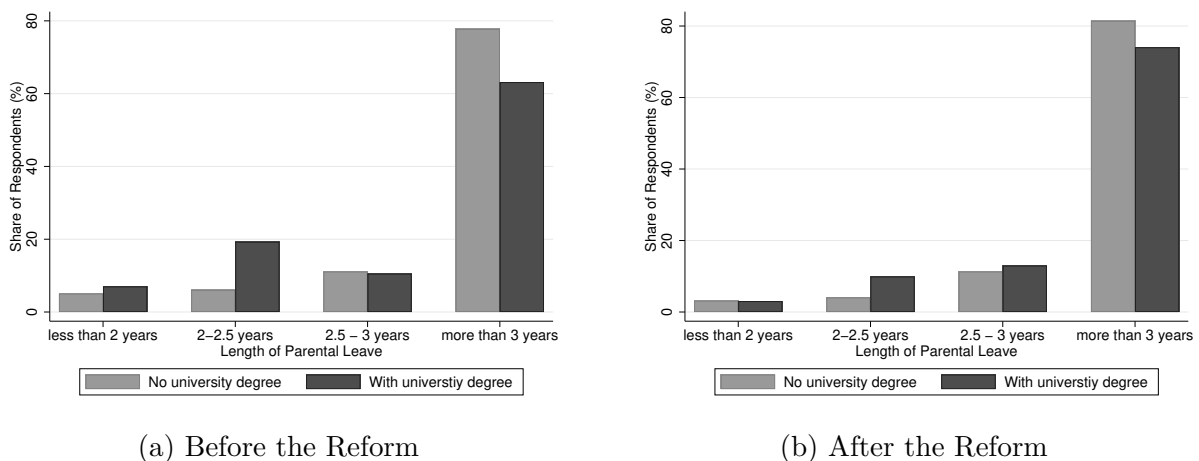 Share of Respondents (%)
80
60
40
20
0
less than 2 years 2−2.5 years 2.5 − 3 years more than 3 years
Length of Parental Leave
No university degree With universtiy degree
(a) Before the Reform
Share of Respondents (%)
80
60
40
20
0
less than 2 years 2−2.5 years 2.5 − 3 years more than 3 years
Length of Parental Leave
No university degree With universtiy degree
(b) After the Reform